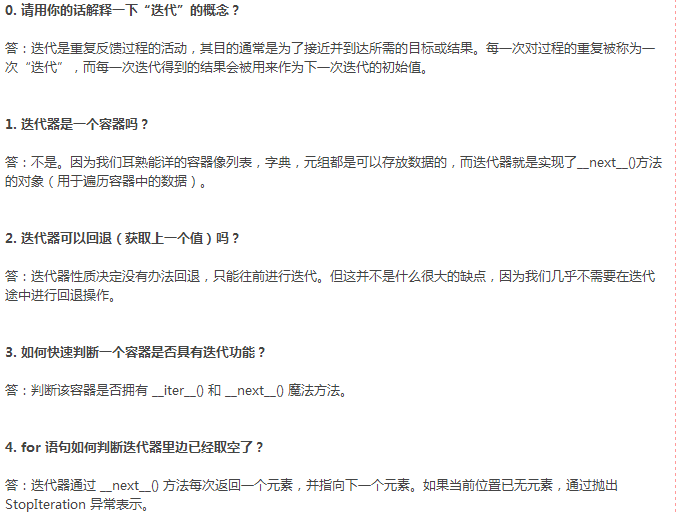 0. 请用你的话解释一下“迭代”的概念？
答：迭代是重复反馈过程的活动，其目的通常是为了接近并到达所需的目标或结果。每一次对过程的重复被称为一
次“迭代”，而每一次迭代得到的结果会被用来作为下一次迭代的初始值。
1. 迭代器是一个容器吗？
答：不是。因为我们耳熟能详的容器像列表，字典，元组都是可以存放数据的，而迭代器就是实现了__next__()方法
的对象（用于遍历容器中的数据）。
2. 迭代器可以回退（获取上一个值）吗？
答：迭代器性质决定没有办法回退，只能往前进行迭代。但这并不是什么很大的缺点，因为我们几乎不需要在迭代
途中进行回退操作。
3. 如何快速判断一个容器是否具有迭代功能？
答：判断该容器是否拥有 __iter__() 和 __next__() 魔法方法。
4. for 语句如何判断迭代器里边已经取空了？
答：迭代器通过 __next__() 方法每次返回一个元素，并指向下一个元素。如果当前位置已无元素，通过抛出
StopIteration 异常表示。